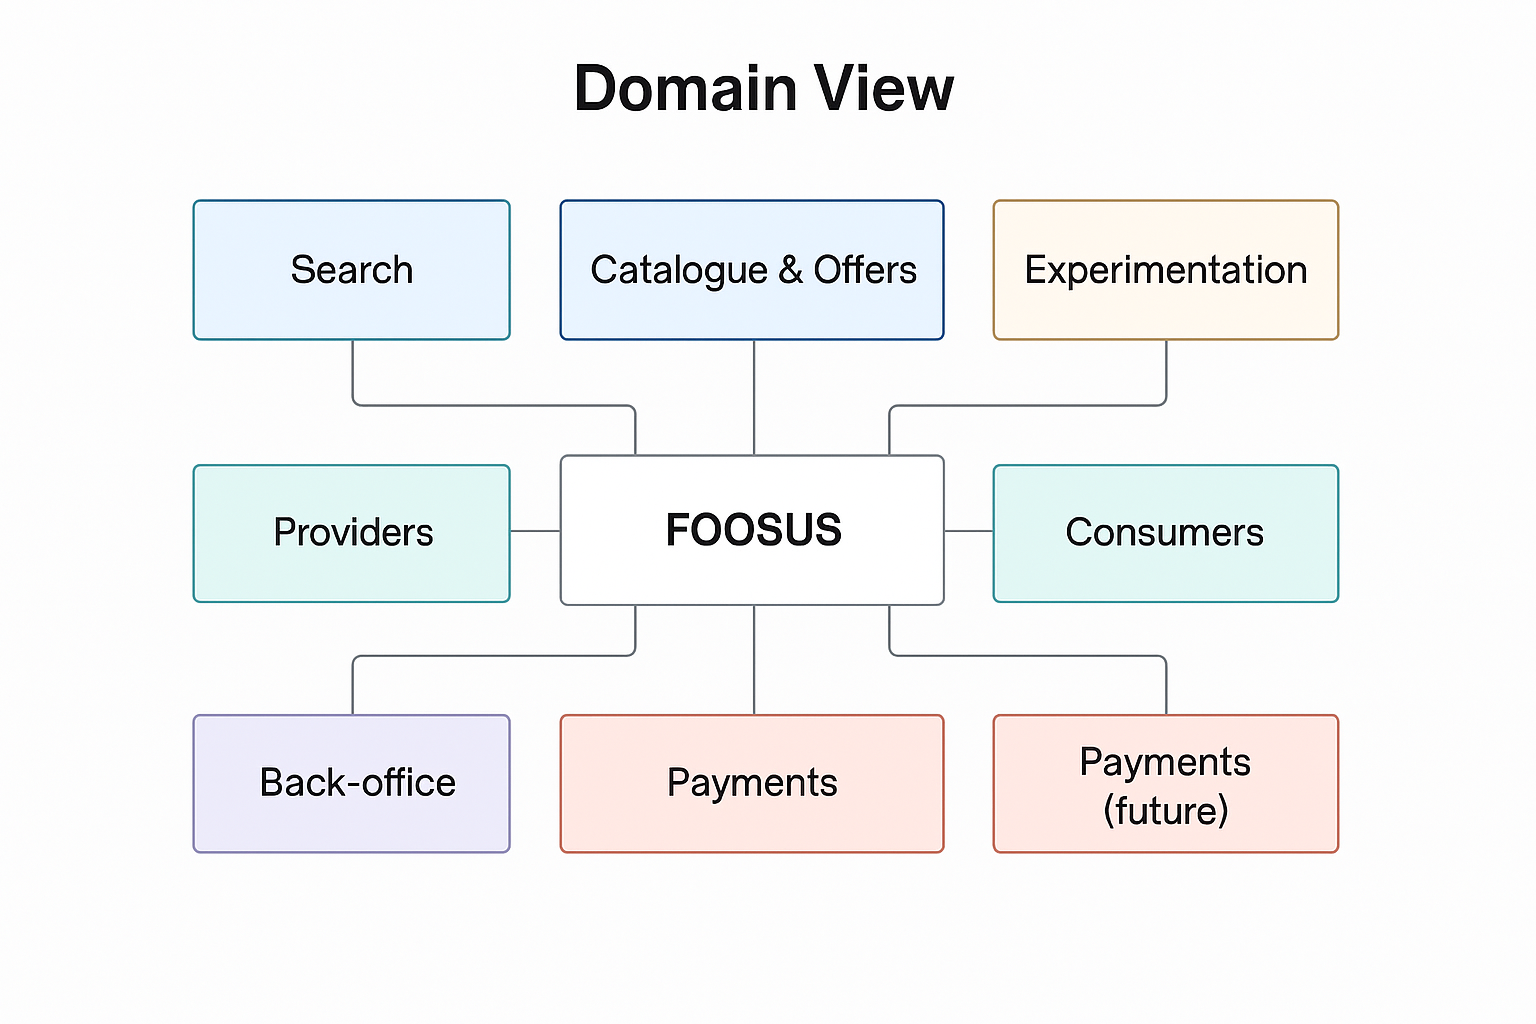 Domain View
Search
Catalogue & Offers
Experimentation
Providers
FOOSUS
Consumers
Back-office
Payments
Payments
(future)